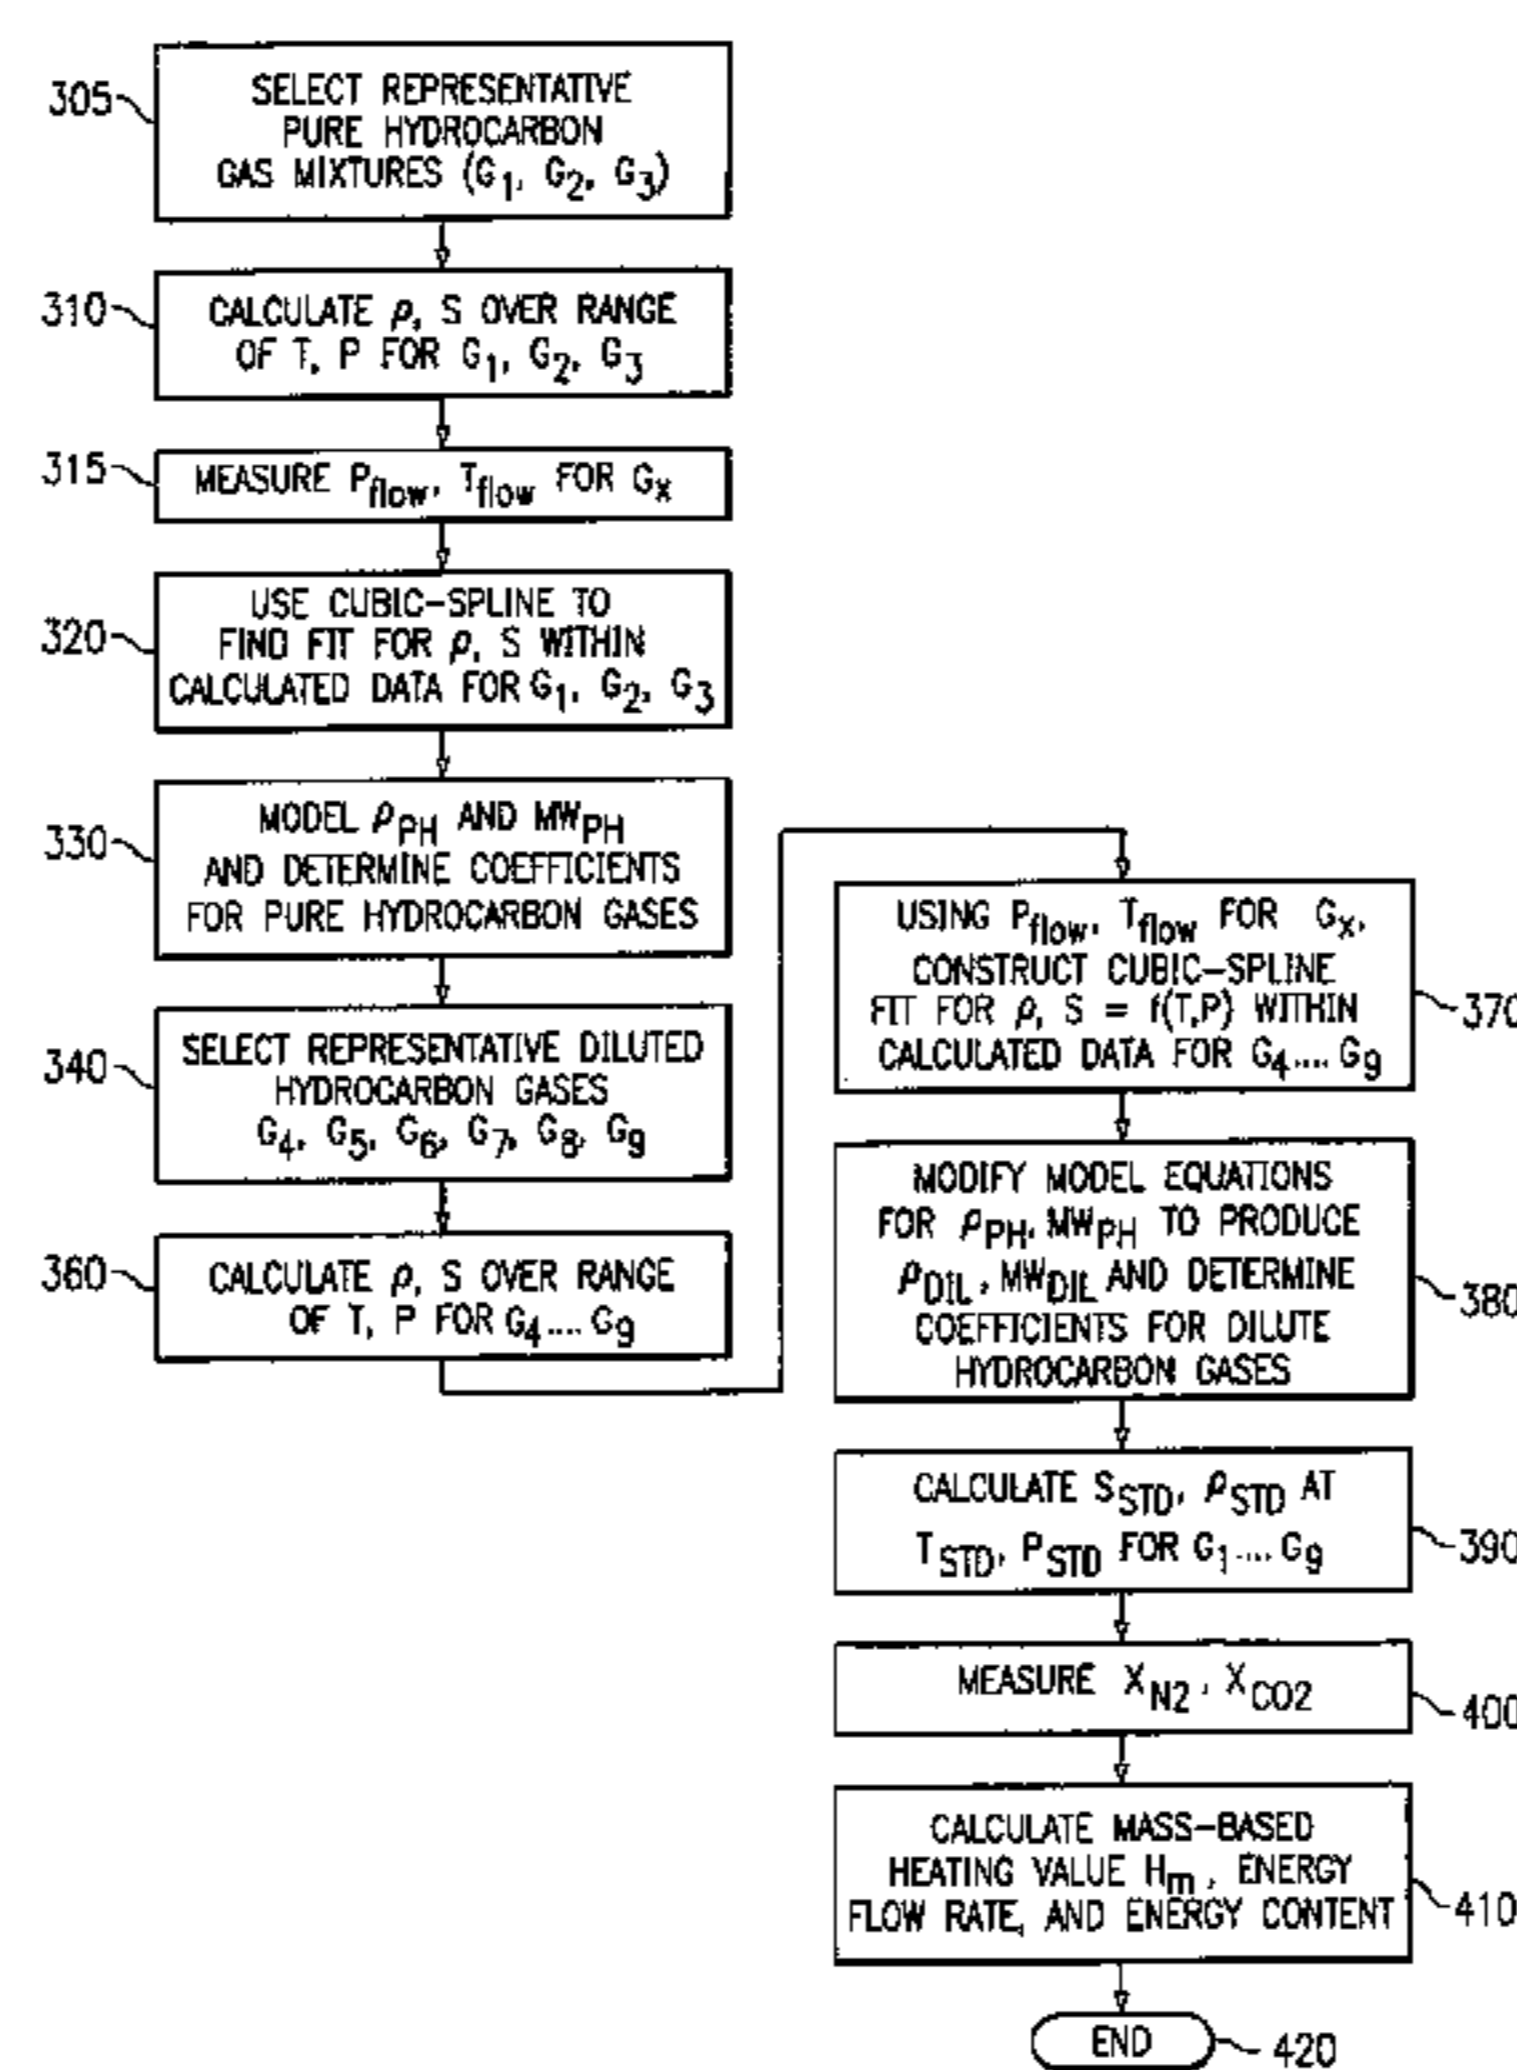 305
SELECT REPRESENTATIVE
PURE HYDROCARBON
GAS MIXTURES (G1, G2, G3)
310
CALCULATE ρ, S OVER RANGE
OF T, P FOR G1, G2, G3
315
MEASURE Pflow, Tflow FOR Gx
320
USE CUBIC-SPLINE TO
FIND FIT FOR ρ, S WITHIN
CALCULATED DATA FOR G1, G2, G3
330
MODEL ρPH AND MWPH
AND DETERMINE COEFFICIENTS
FOR PURE HYDROCARBON GASES
340
SELECT REPRESENTATIVE DILUTED
HYDROCARBON GASES
G4, G5, G6, G7, G8, G9
360
CALCULATE ρ, S OVER RANGE
OF T, P FOR G4.... G9
USING Pflow, Tflow FOR Gx,
CONSTRUCT CUBIC-SPLINE
FIT FOR ρ, S = f(T,P) WITHIN
CALCULATED DATA FOR G4.... G9
370
MODIFY MODEL EQUATIONS
FOR ρPH, MWPH TO PRODUCE
ρDIL, MWDIL AND DETERMINE
COEFFICIENTS FOR DILUTE
HYDROCARBON GASES
380
CALCULATE SSTD, ρSTD AT
TSTD, PSTD FOR G1.... G9
390
MEASURE XN2, XCO2
400
CALCULATE MASS-BASED
HEATING VALUE Hm, ENERGY
FLOW RATE, AND ENERGY CONTENT
410
END
420